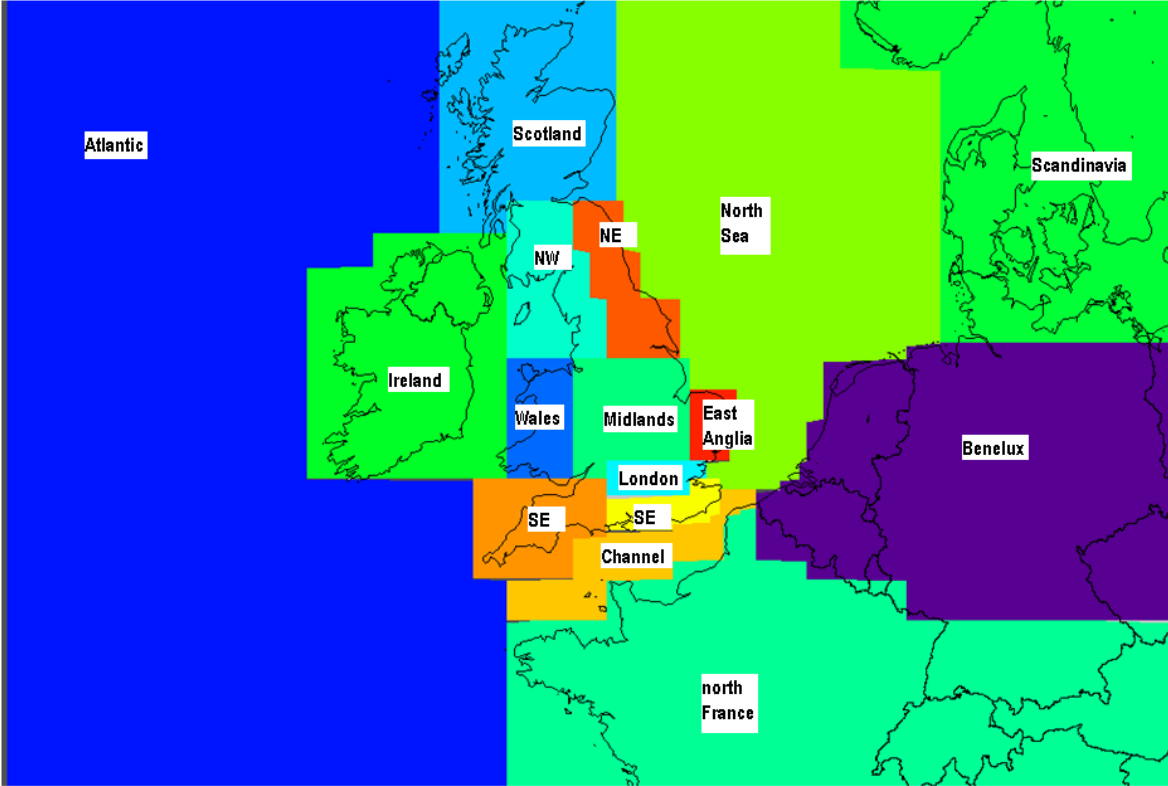 Scotland
Atlantic
Scandinavia
North
Sea
NE
NW
Ireland
Wales
Midlands
East
Anglia
Benelux
London
SE
SE
Channel
north
France